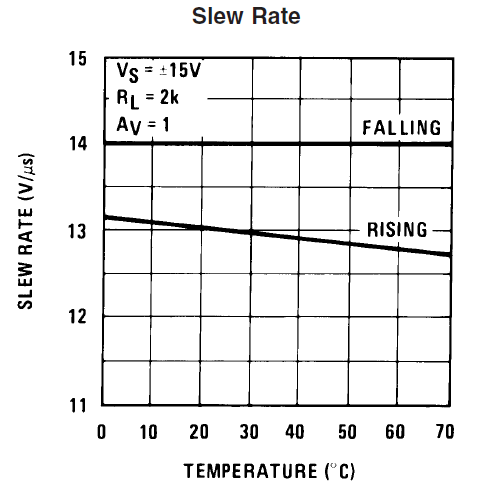 Slew Rate
15
VS = ±15V
RL = 2k
AV = 1
FALLING
14
SLEW RATE (V/µs)
RISING
13
12
11
0 10 20 30 40 50 60 70
TEMPERATURE (°C)